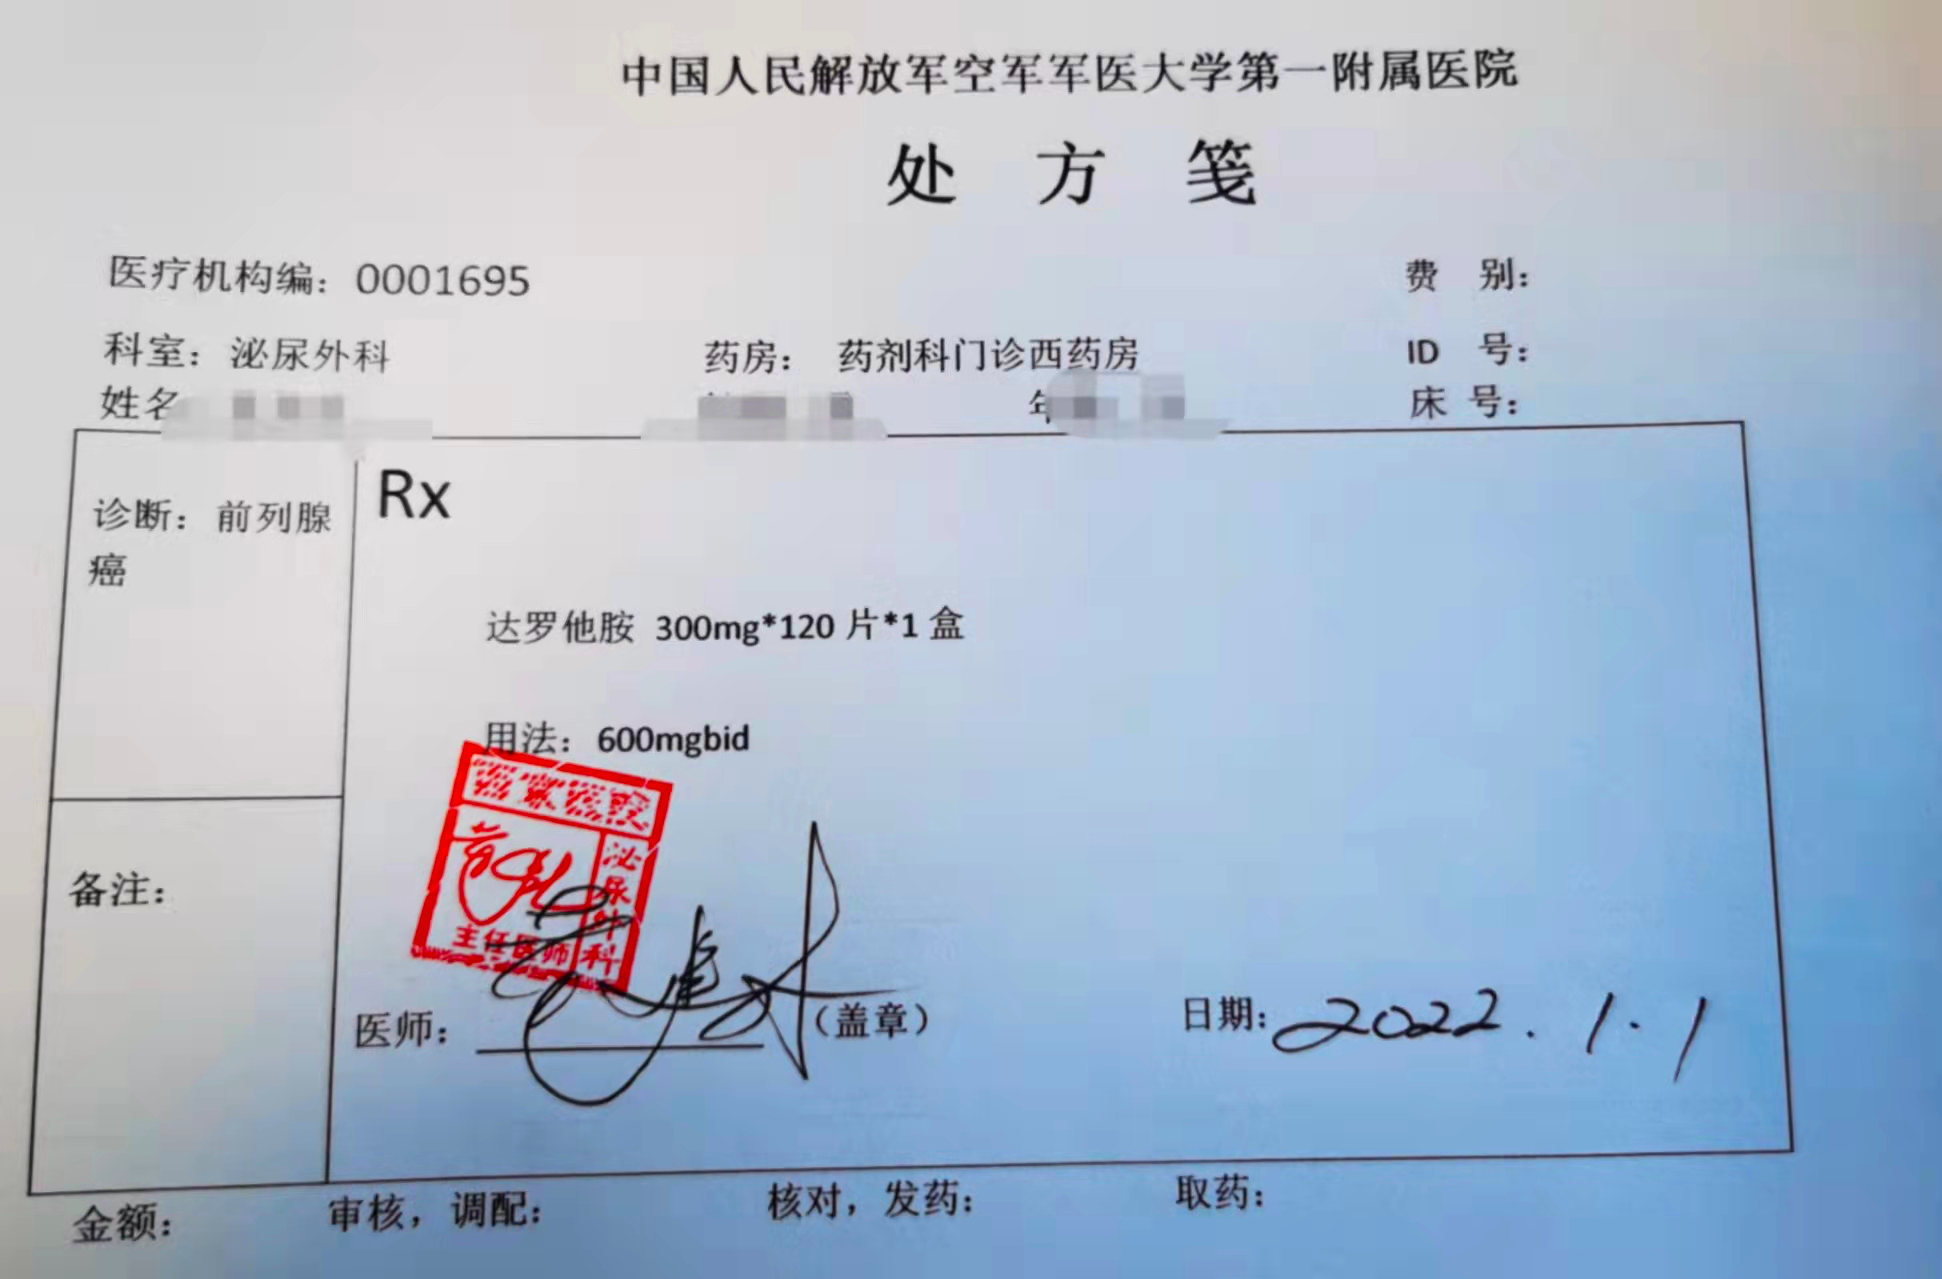 中国人民解放军空军军医大学第一附属医院
处 方 笺
医疗机构编：0001695 费 别：
科室：泌尿外科 药房： 药剂科门诊西药房 ID 号：
姓名 床 号：
诊断：前列腺
癌
Rx
达罗他胺 300mg*120 片*1 盒
用法：600mgbid
泌尿外科
主任医师
备注：
医师： （盖章） 日期：2022.1.1
金额： 审核，调配： 核对，发药： 取药：